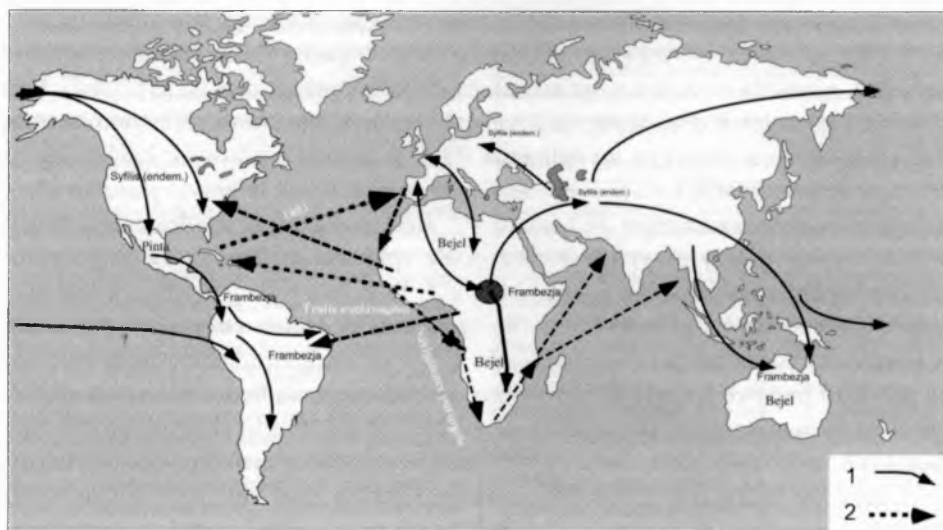 Syfilis (endem.)
Pinta
Frambezja
Frambezja
Syfilis (endem.)
Syfilis (endem.)
Bejel
Frambezja
Bejel
Frambezja
Bejel
1
2